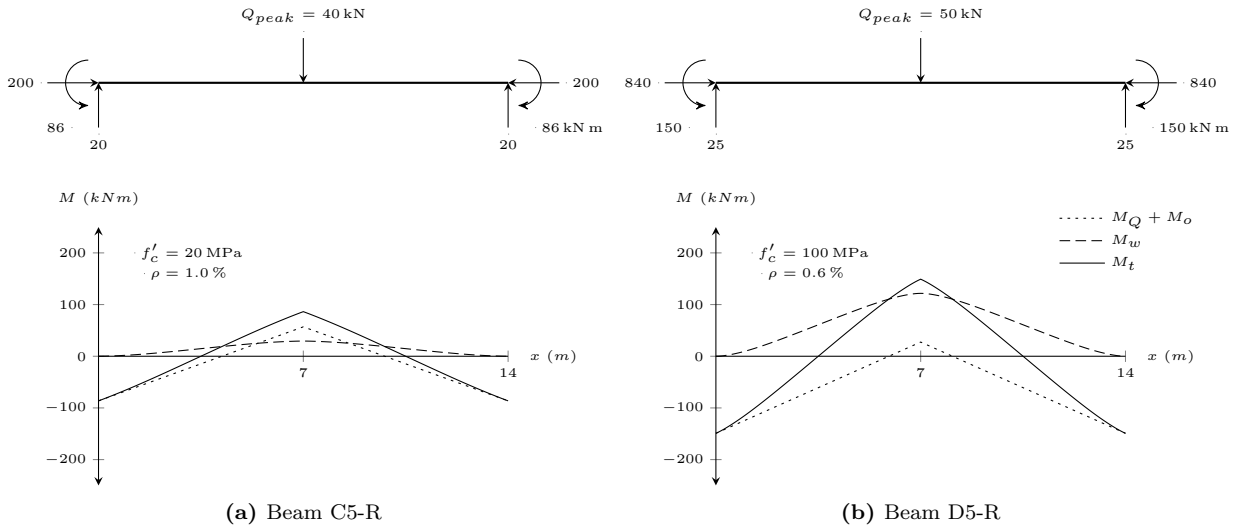 Q_peak = 40 kN
200
200
86
86 kN m
20
20
M (kNm)
200
100
0
−100
−200
f'_c = 20 MPa
ρ = 1.0 %
7
14
x (m)
(a) Beam C5-R
Q_peak = 50 kN
840
840
150
150 kN m
25
25
M (kNm)
200
100
0
−100
−200
f'_c = 100 MPa
ρ = 0.6 %
M_Q + M_o
M_w
M_t
7
14
x (m)
(b) Beam D5-R